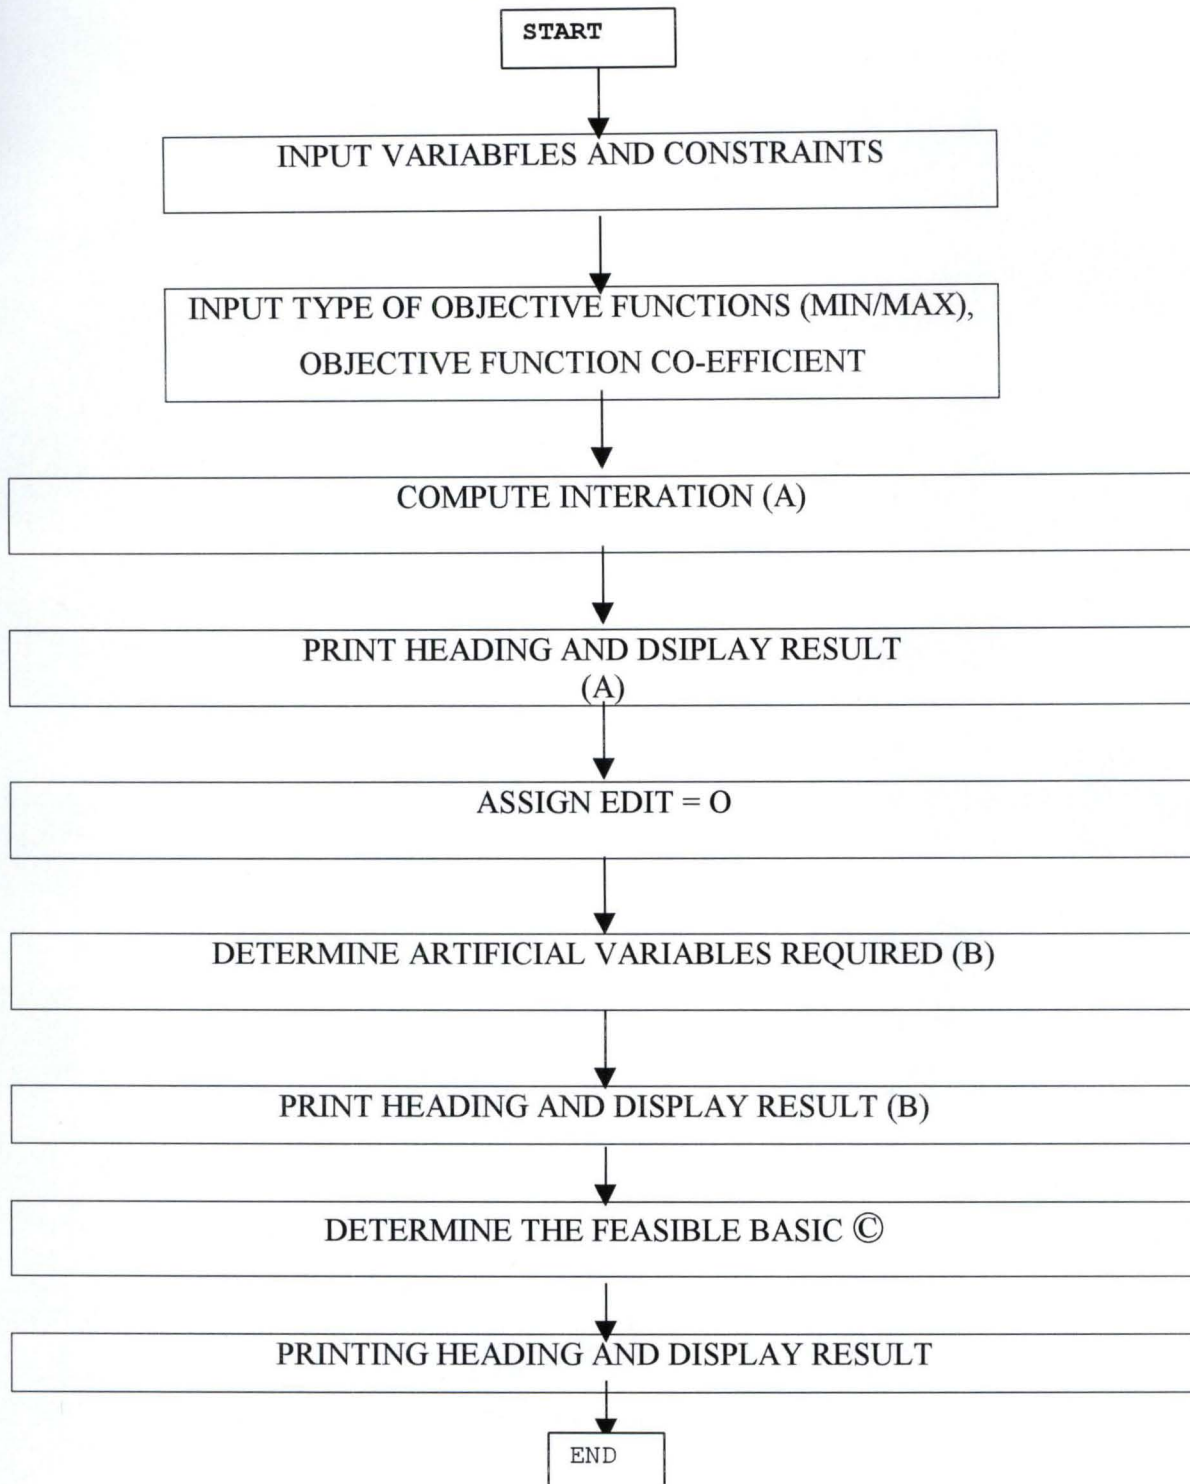 START
INPUT VARIABFLES AND CONSTRAINTS
INPUT TYPE OF OBJECTIVE FUNCTIONS (MIN/MAX),
OBJECTIVE FUNCTION CO-EFFICIENT
COMPUTE INTERATION (A)
PRINT HEADING AND DSIPLAY RESULT
(A)
ASSIGN EDIT = O
DETERMINE ARTIFICIAL VARIABLES REQUIRED (B)
PRINT HEADING AND DISPLAY RESULT (B)
DETERMINE THE FEASIBLE BASIC ©
PRINTING HEADING AND DISPLAY RESULT
END